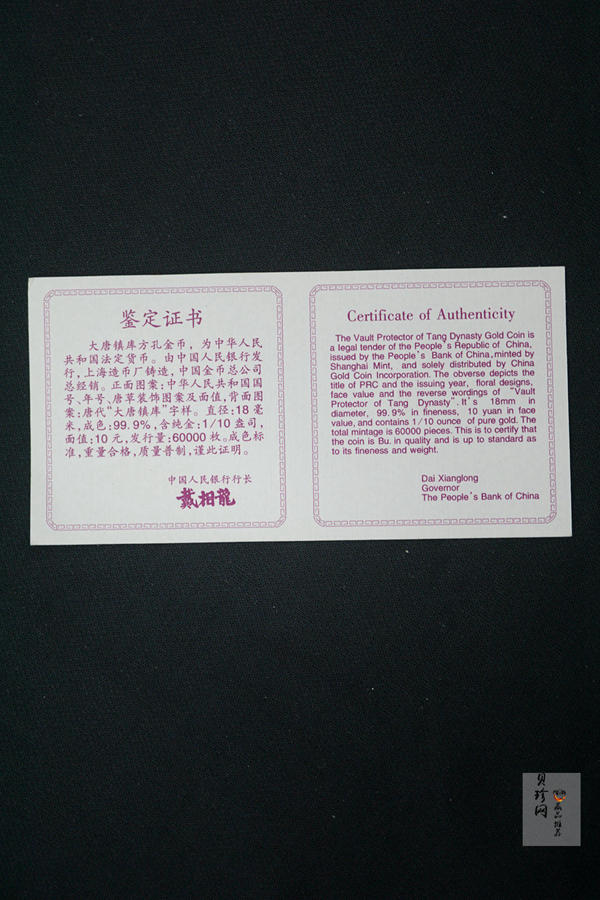 鉴定证书
大唐镇库方孔金币，为中华人民
共和国法定货币。由中国人民银行发
行，上海造币厂铸造，中国金币总公司
总经销。正面图案：中华人民共和国国
号、年号、唐草装饰图案及面值，背面图
案：唐代“大唐镇库”字样。直径：18毫
米，成色：99.9%，含纯金：1/10盎司，
面值：10元，发行量：60000枚。成色标
准，重量合格，质量普制，谨此证明。
中国人民银行行长
戴相龍
Certificate of Authenticity
The Vault Protector of Tang Dynasty Gold Coin is
a legal tender of the People's Republic of China,
issued by the People's Bank of China,minted by
Shanghai Mint, and solely distributed by China
Gold Coin Incorporation. The obverse depicts the
title of PRC and the issuing year, floral designs,
face value and the reverse wordings of "Vault
Protector of Tang Dynasty". It's 18mm in
diameter, 99.9% in fineness, 10 yuan in face
value, and contains 1/10 ounce of pure gold. The
total mintage is 60000 pieces. This is to certify that
the coin is Bu. in quality and is up to standard as
to its fineness and weight.
Dai Xianglong
Governor
The People's Bank of China
贝珍网
藏品推荐